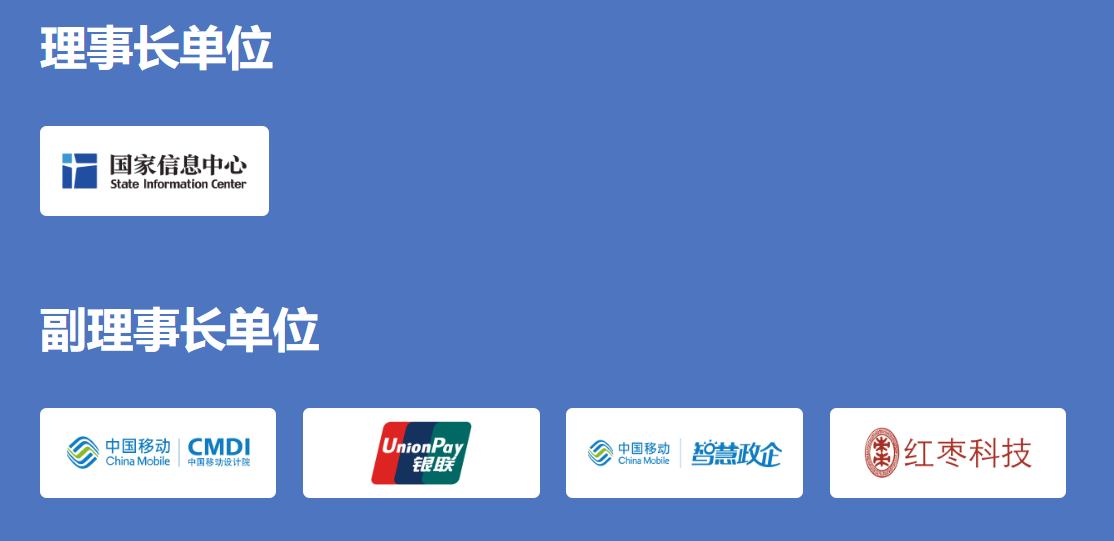 理事长单位
国家信息中心
State Information Center
副理事长单位
中国移动
China Mobile
CMDI
中国移动设计院
UnionPay
银联
中国移动
China Mobile
智慧政企
红枣科技